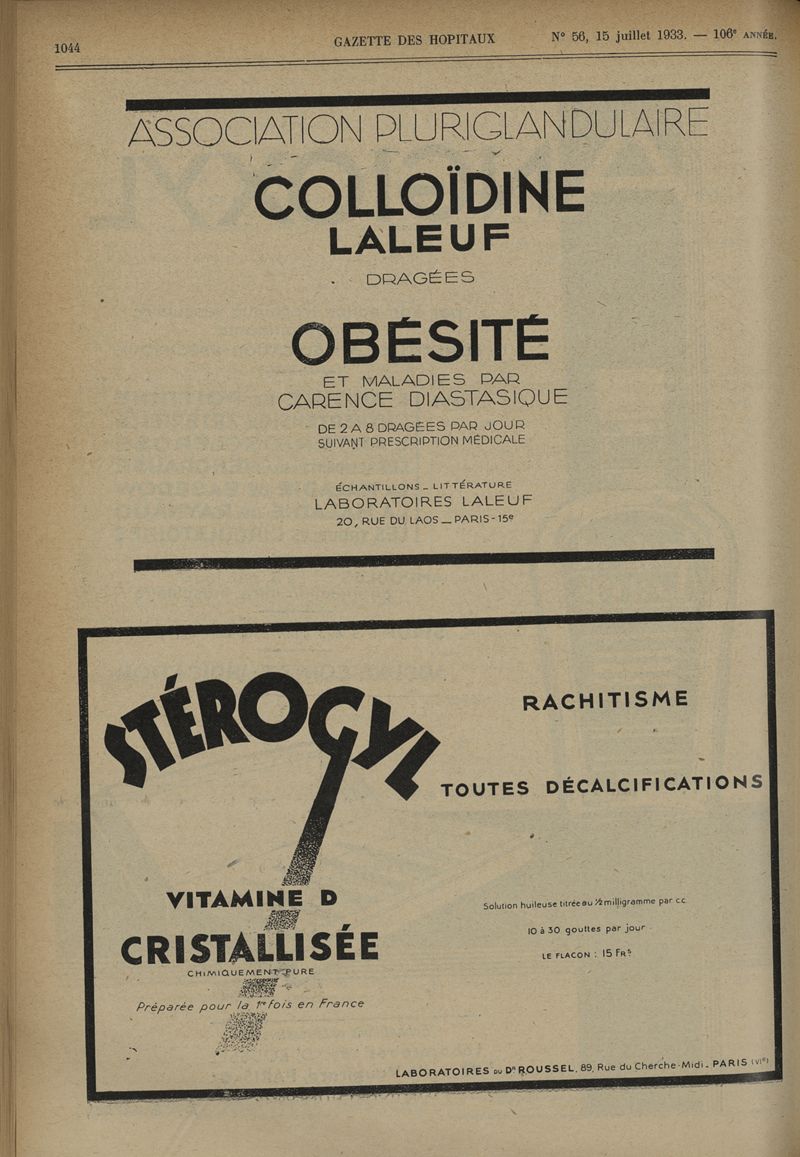 1044
GAZETTE DES HOPITAUX
N° 56, 15 juillet 1933. — 106e ANNÉE.
ASSOCIATION PLURIGLANDULAIRE
COLLOÏDINE
LALEUF
DRAGÉES
OBÉSITÉ
ET MALADIES PAR
CARENCE DIASTASIQUE
DE 2 A 8 DRAGÉES PAR JOUR
SUIVANT PRESCRIPTION MÉDICALE
ÉCHANTILLONS _ LITTÉRATURE
LABORATOIRES LALEUF
20, RUE DU LAOS _ PARIS-15e
STÉROGYL
RACHITISME
TOUTES DÉCALCIFICATIONS
VITAMINE D
CRISTALLISÉE
CHIMIQUEMENT PURE
Préparée pour la 1re fois en France
Solution huileuse titrée au ½ milligramme par cc
10 à 30 gouttes par jour
LE FLACON : 15 FRS
LABORATOIRES DU DR ROUSSEL, 89, Rue du Cherche-Midi _ PARIS (VIe)